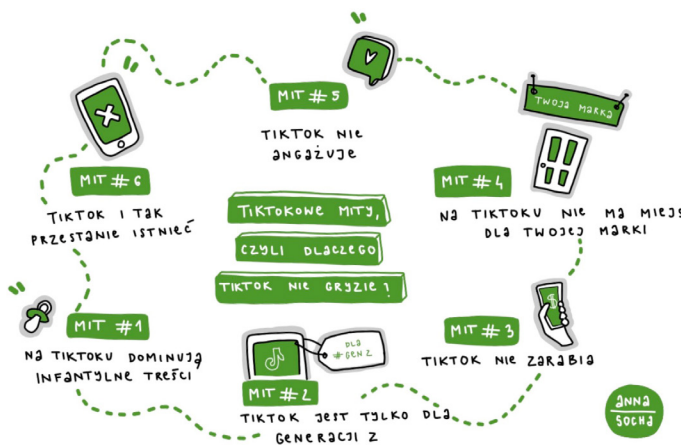 TIKTOKOWE MITY,
CZYLI DLACZEGO
TIKTOK NIE GRYZIE!
MIT #1
NA TIKTOKU DOMINUJĄ
INFANTYLNE TREŚCI
DLA
#GEN Z
MIT #2
TIKTOK JEST TYLKO DLA
GENERACJI Z
MIT #3
TIKTOK NIE ZARABIA
TWOJA MARKA
MIT #4
NA TIKTOKU NIE MA MIEJS
DLA TWOJEJ MARKI
MIT #5
TIKTOK NIE
ANGAŻUJE
MIT #6
TIKTOK I TAK
PRZESTANIE ISTNIEĆ
ANNA
SOCHA